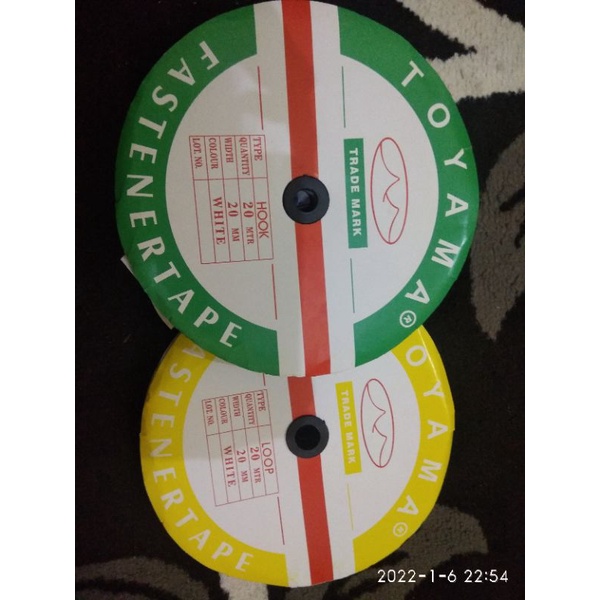 TOYAMA®
FASTENERTAPE
TRADE MARK
TYPE HOOK
QUANTITY 20 MTR
WIDTH 20 MM
COLOUR WHITE
LOT. NO.
OYAMA®
FASTENERTAPE
TRADE MARK
TYPE LOOP
QUANTITY 20 MTR
WIDTH 20 MM
COLOUR WHITE
LOT. NO.
2022-1-6 22:54